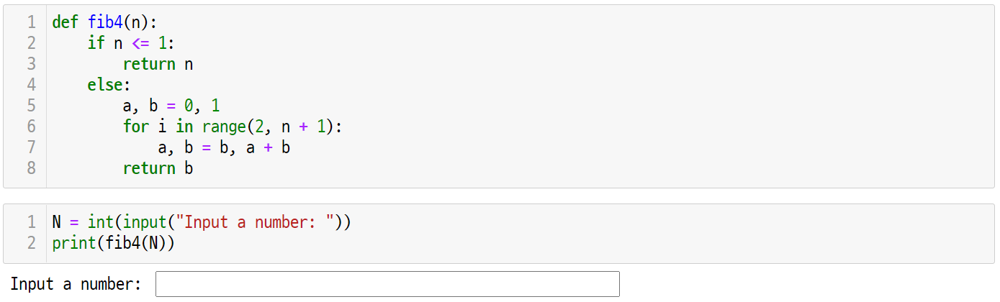 1 def fib4(n):
2     if n <= 1:
3         return n
4     else:
5         a, b = 0, 1
6         for i in range(2, n + 1):
7             a, b = b, a + b
8         return b
1 N = int(input("Input a number: "))
2 print(fib4(N))
Input a number: